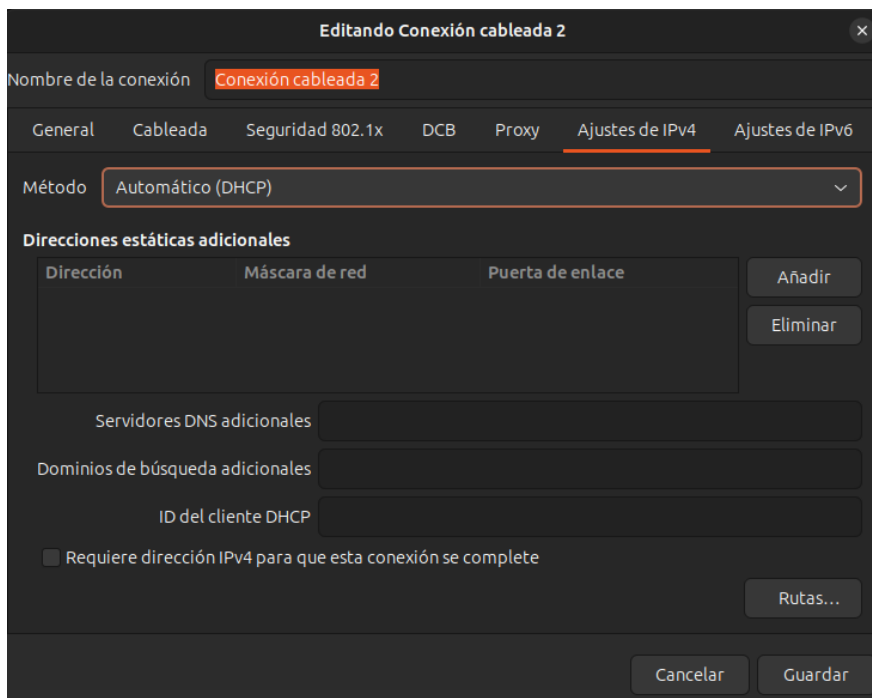 Editando Conexión cableada 2
Nombre de la conexión Conexión cableada 2
General Cableada Seguridad 802.1x DCB Proxy Ajustes de IPv4 Ajustes de IPv6
Método Automático (DHCP)
Direcciones estáticas adicionales
Dirección Máscara de red Puerta de enlace
Añadir
Eliminar
Servidores DNS adicionales
Dominios de búsqueda adicionales
ID del cliente DHCP
Requiere dirección IPv4 para que esta conexión se complete
Rutas…
Cancelar Guardar